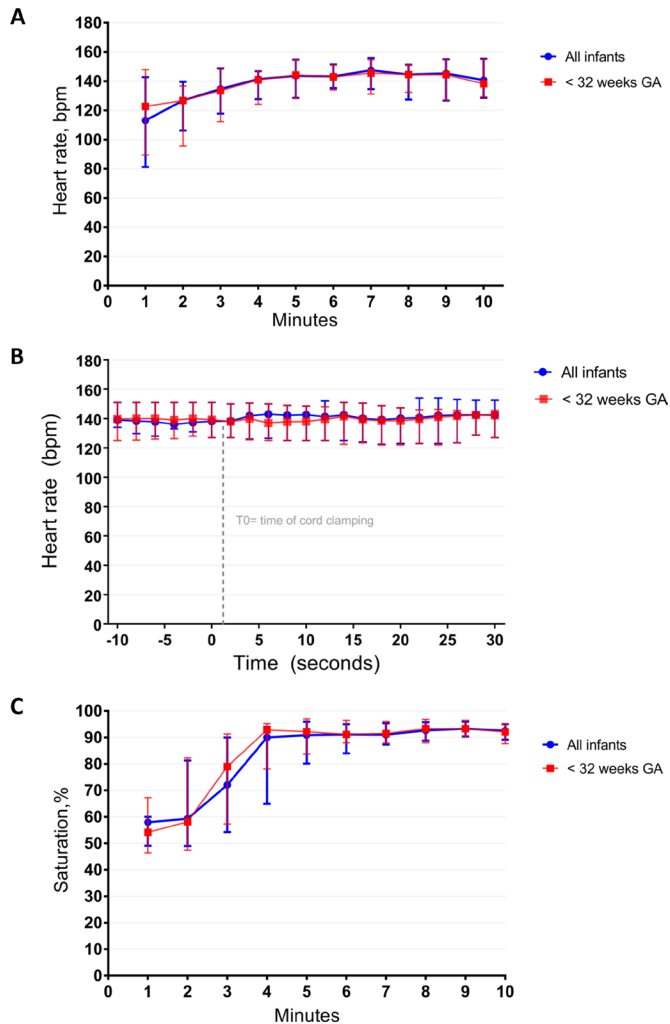 A
180
160
140
120
100
80
60
40
20
0
Heart rate, bpm
0 1 2 3 4 5 6 7 8 9 10
Minutes
All infants
< 32 weeks GA
B
180
160
140
120
100
80
60
40
20
0
Heart rate (bpm)
T0= time of cord clamping
-10 -5 0 5 10 15 20 25 30
Time (seconds)
All infants
< 32 weeks GA
C
100
90
80
70
60
50
40
30
20
10
0
Saturation,%
0 1 2 3 4 5 6 7 8 9 10
Minutes
All infants
< 32 weeks GA